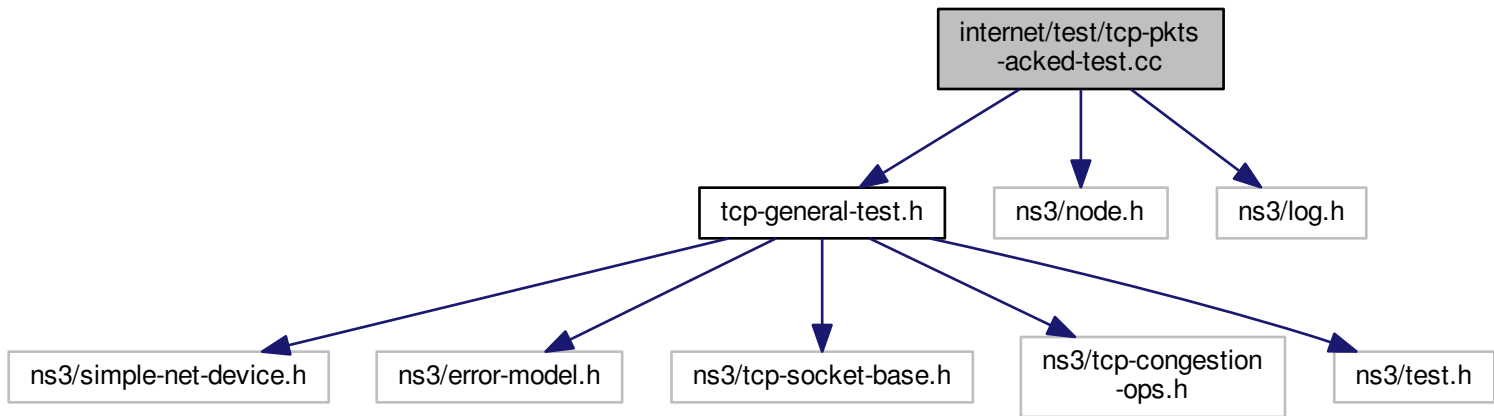 internet/test/tcp-pkts
-acked-test.cc
tcp-general-test.h
ns3/node.h
ns3/log.h
ns3/simple-net-device.h
ns3/error-model.h
ns3/tcp-socket-base.h
ns3/tcp-congestion
-ops.h
ns3/test.h